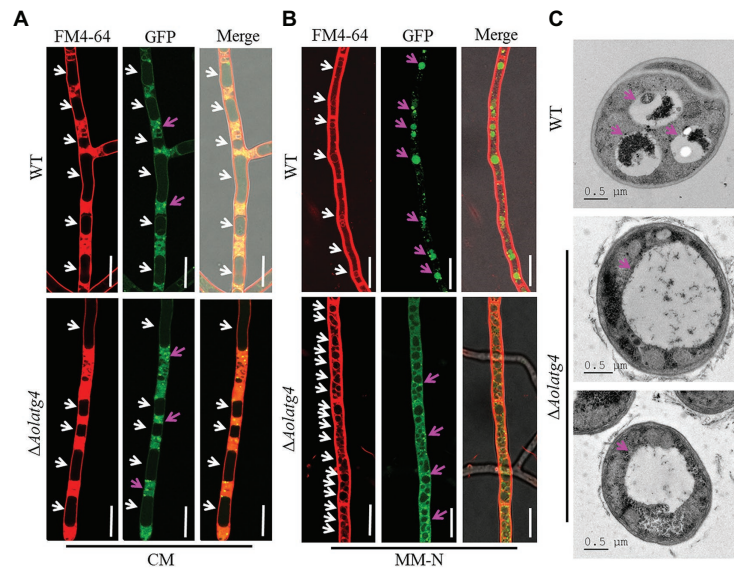 A
FM4-64 GFP Merge
WT
ΔAolatg4
CM
B
FM4-64 GFP Merge
WT
ΔAolatg4
MM-N
C
WT
0.5 μm
ΔAolatg4
0.5 μm
0.5 μm